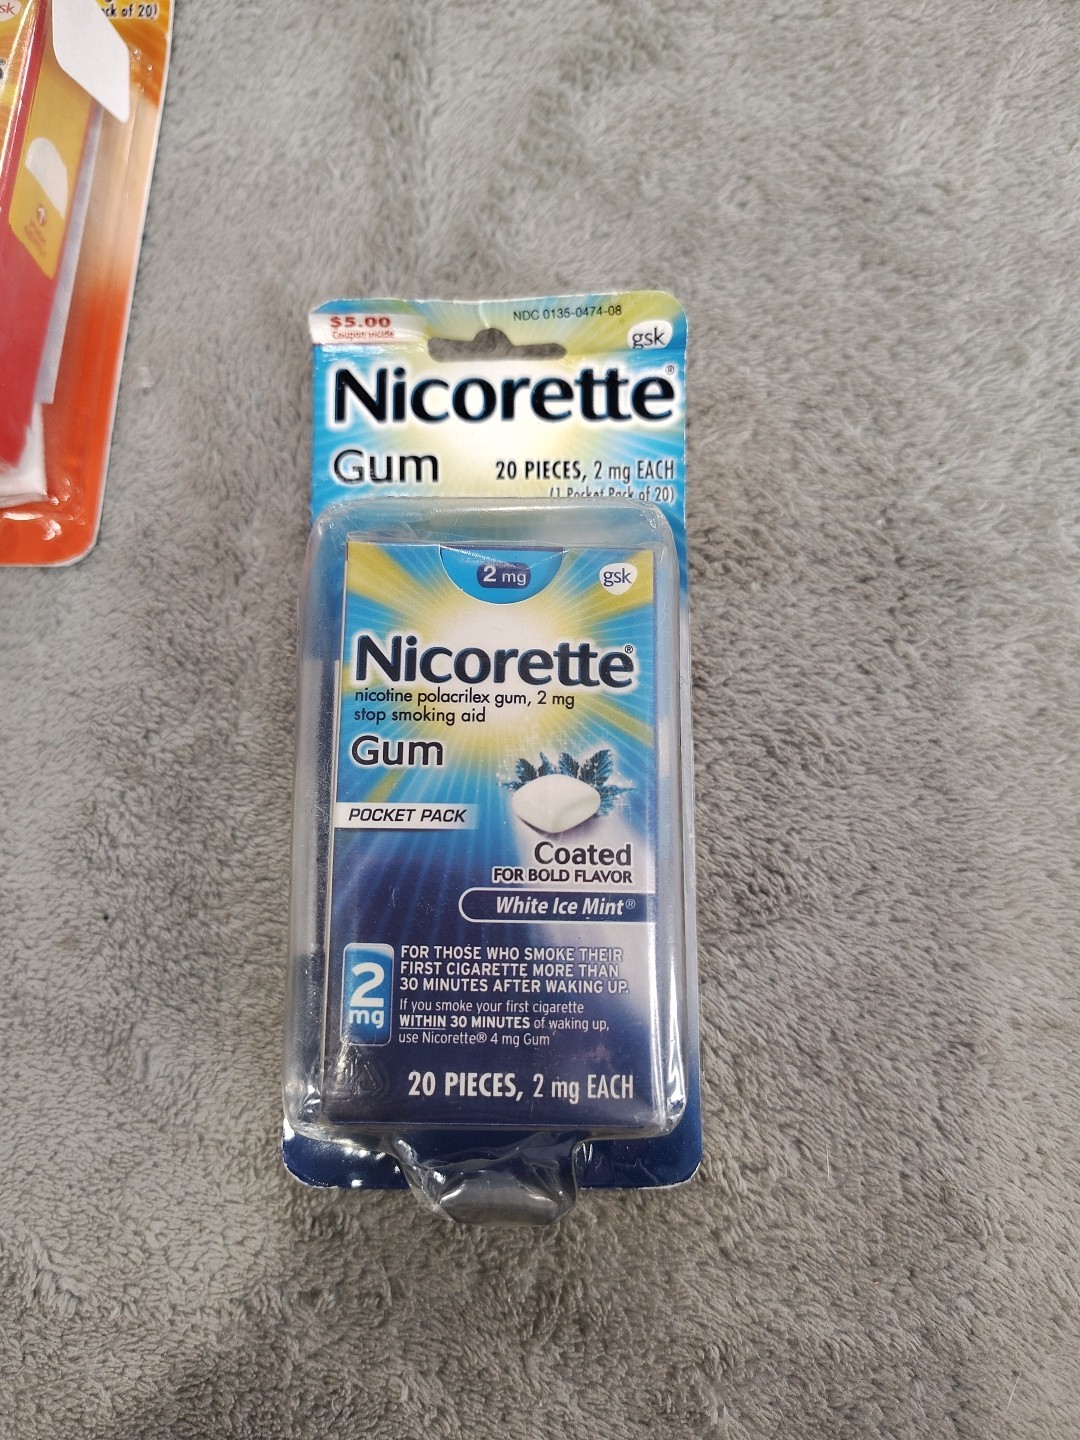 sk
ck of 20)
$5.00
Coupon Inside
NDC 0135-0474-08
gsk
Nicorette®
Gum
20 PIECES, 2 mg EACH
(1 Pocket Pack of 20)
2 mg
gsk
Nicorette®
nicotine polacrilex gum, 2 mg
stop smoking aid
Gum
POCKET PACK
Coated
FOR BOLD FLAVOR
White Ice Mint®
2
mg
FOR THOSE WHO SMOKE THEIR
FIRST CIGARETTE MORE THAN
30 MINUTES AFTER WAKING UP.
If you smoke your first cigarette
WITHIN 30 MINUTES of waking up,
use Nicorette® 4 mg Gum
20 PIECES, 2 mg EACH